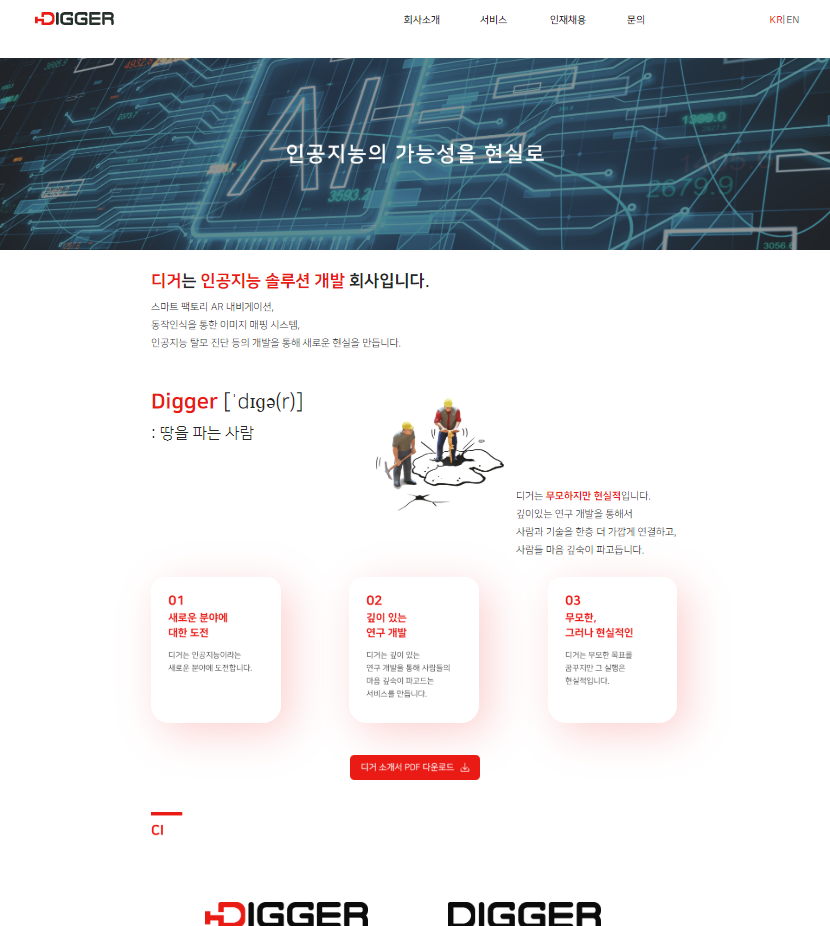 DIGGER
회사소개 서비스 인재채용 문의
KR|EN
AI
1389.0
2679.9
3593.2
3056.6
인공지능의 가능성을 현실로
디거는 인공지능 솔루션 개발 회사입니다.
스마트 팩토리 AR 내비게이션,
동작인식을 통한 이미지 매핑 시스템,
인공지능 탈모 진단 등의 개발을 통해 새로운 현실을 만듭니다.
Digger [ˈdɪɡə(r)]
: 땅을 파는 사람
디거는 무모하지만 현실적입니다.
깊이있는 연구 개발을 통해서
사람과 기술을 한층 더 가깝게 연결하고,
사람들 마음 깊숙이 파고듭니다.
01
새로운 분야에
대한 도전
디거는 인공지능이라는
새로운 분야에 도전합니다.
02
깊이 있는
연구 개발
디거는 깊이 있는
연구 개발을 통해 사람들의
마음 깊숙이 파고드는
서비스를 만듭니다.
03
무모한,
그러나 현실적인
디거는 무모한 목표를
꿈꾸지만 그 실행은
현실적입니다.
디거 소개서 PDF 다운로드
CI
DIGGER DIGGER